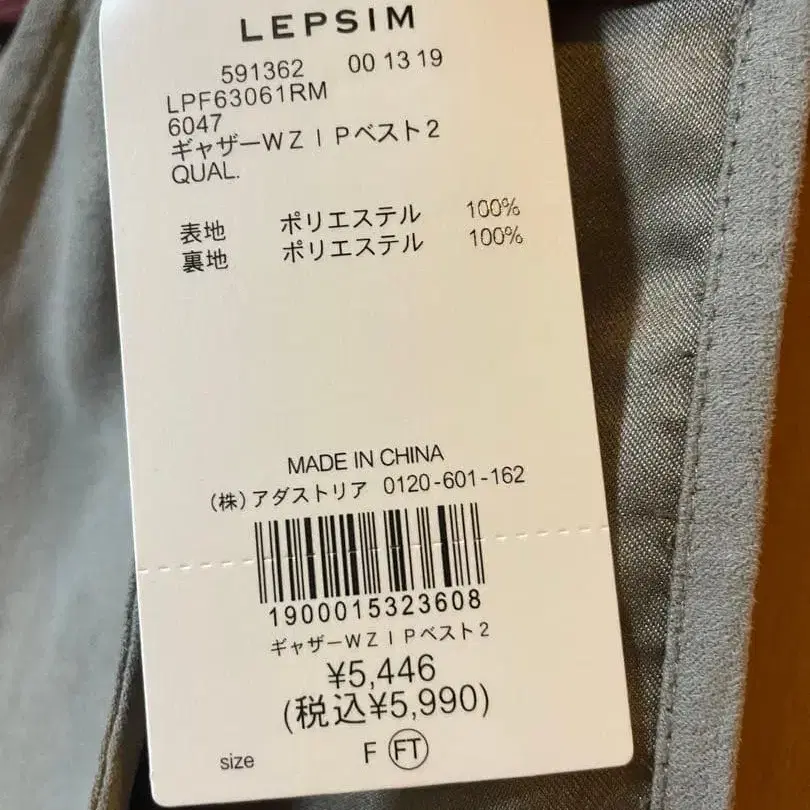 LEPSIM
591362 00 13 19
LPF63061RM
6047
ギャザーWZIPベスト2
QUAL.
表地 ポリエステル 100%
裏地 ポリエステル 100%
MADE IN CHINA
(株)アダストリア 0120-601-162
1900015323608
ギャザーWZIPベスト2
¥5,446
(税込¥5,990)
size F FT